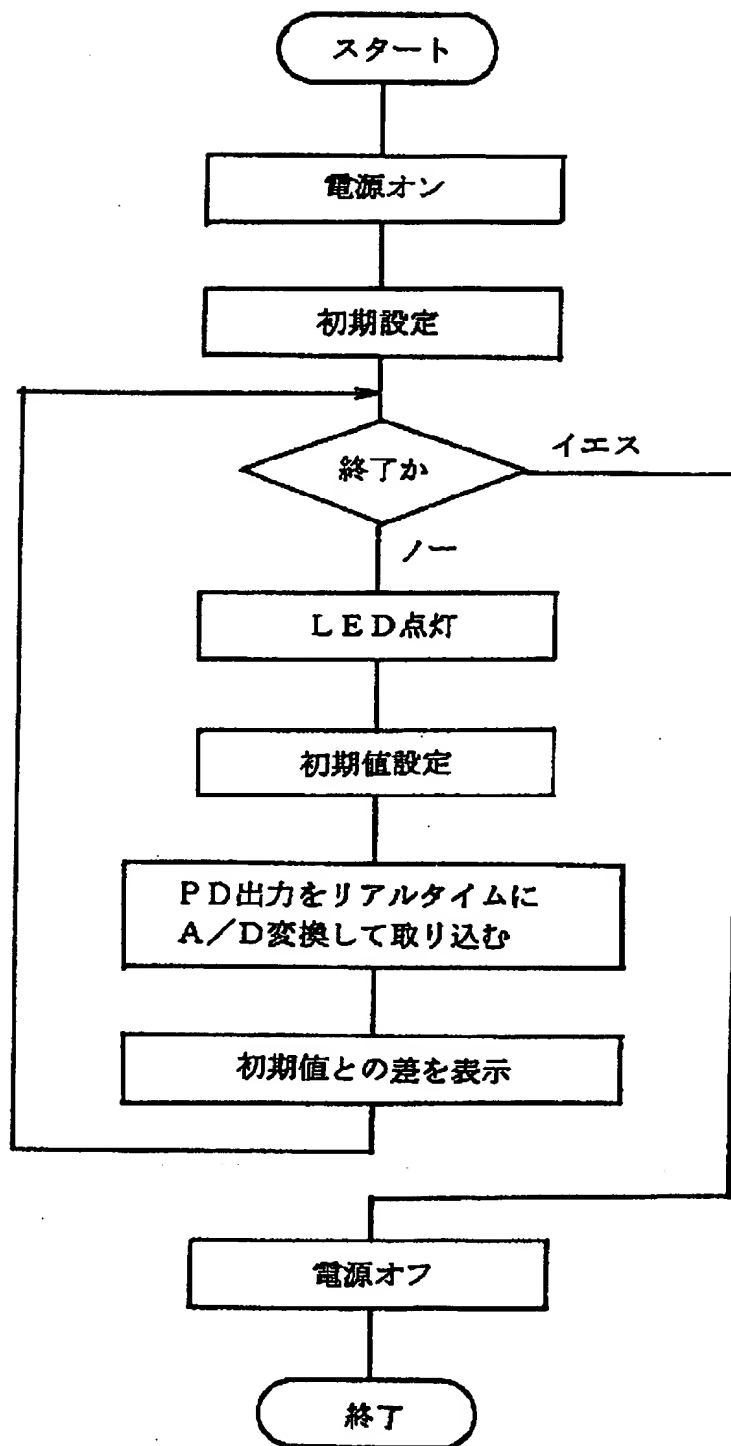 スタート
電源オン
初期設定
終了か
イエス
ノー
LED点灯
初期値設定
PD出力をリアルタイムに
A/D変換して取り込む
初期値との差を表示
電源オフ
終了